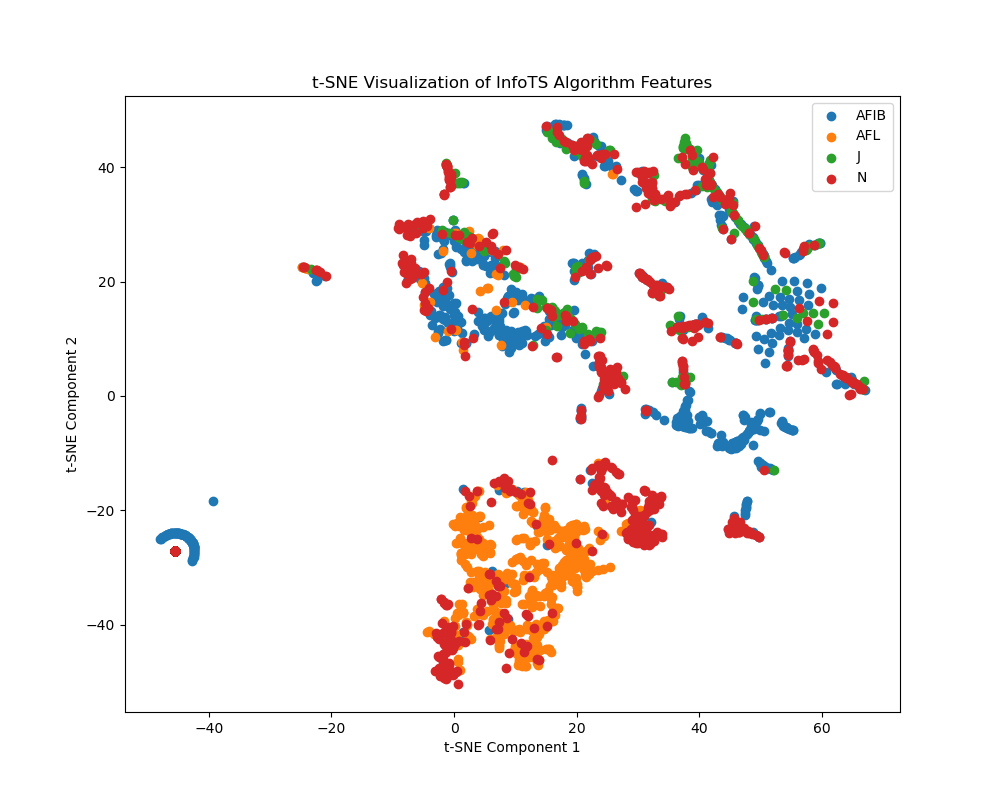 t-SNE Visualization of InfoTS Algorithm Features
AFIB
AFL
J
N
t-SNE Component 2
40
20
0
−20
−40
−40
−20
0
20
40
60
t-SNE Component 1